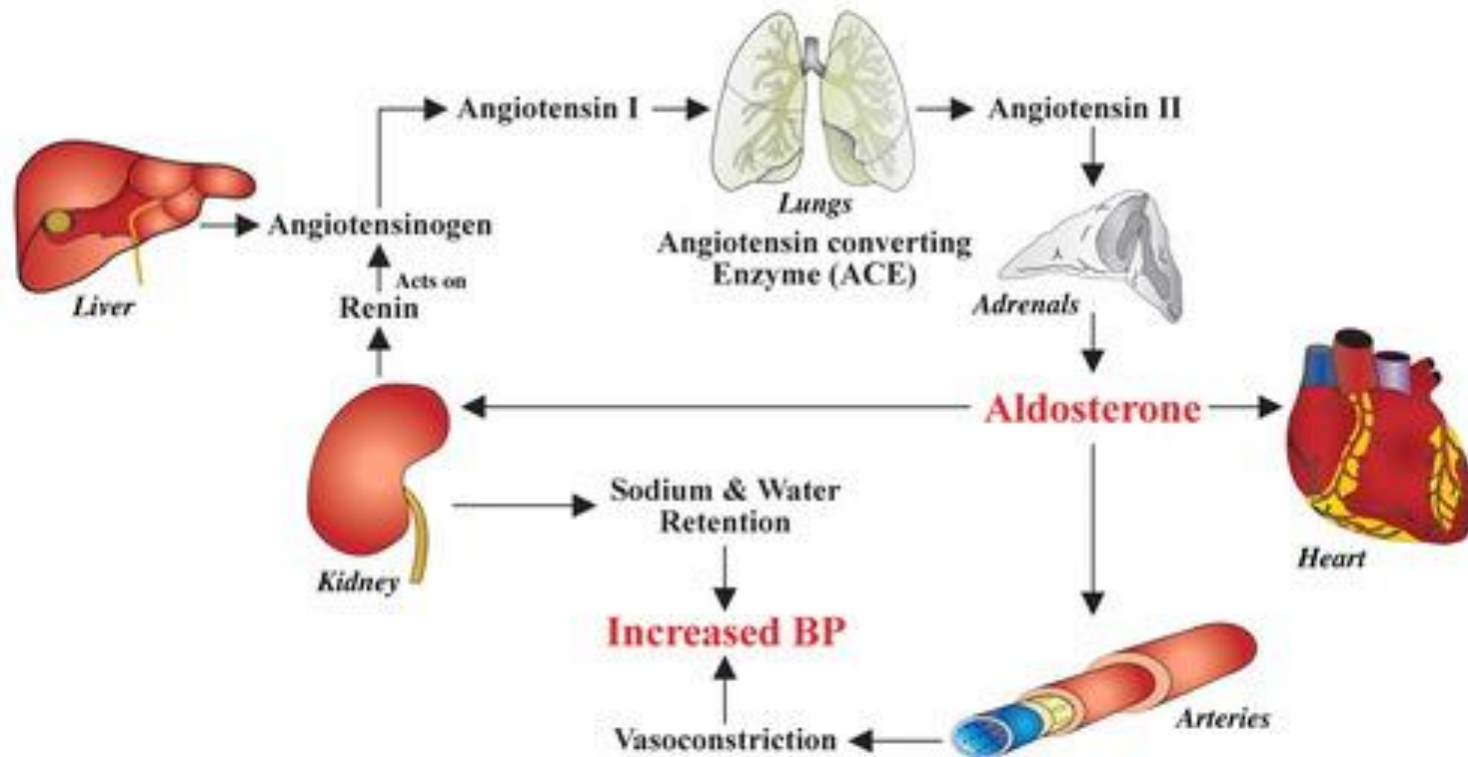 Angiotensin I
Angiotensin II
Lungs
Angiotensinogen
Angiotensin converting
Enzyme (ACE)
Acts on
Renin
Liver
Adrenals
Aldosterone
Sodium & Water
Retention
Kidney
Heart
Increased BP
Arteries
Vasoconstriction